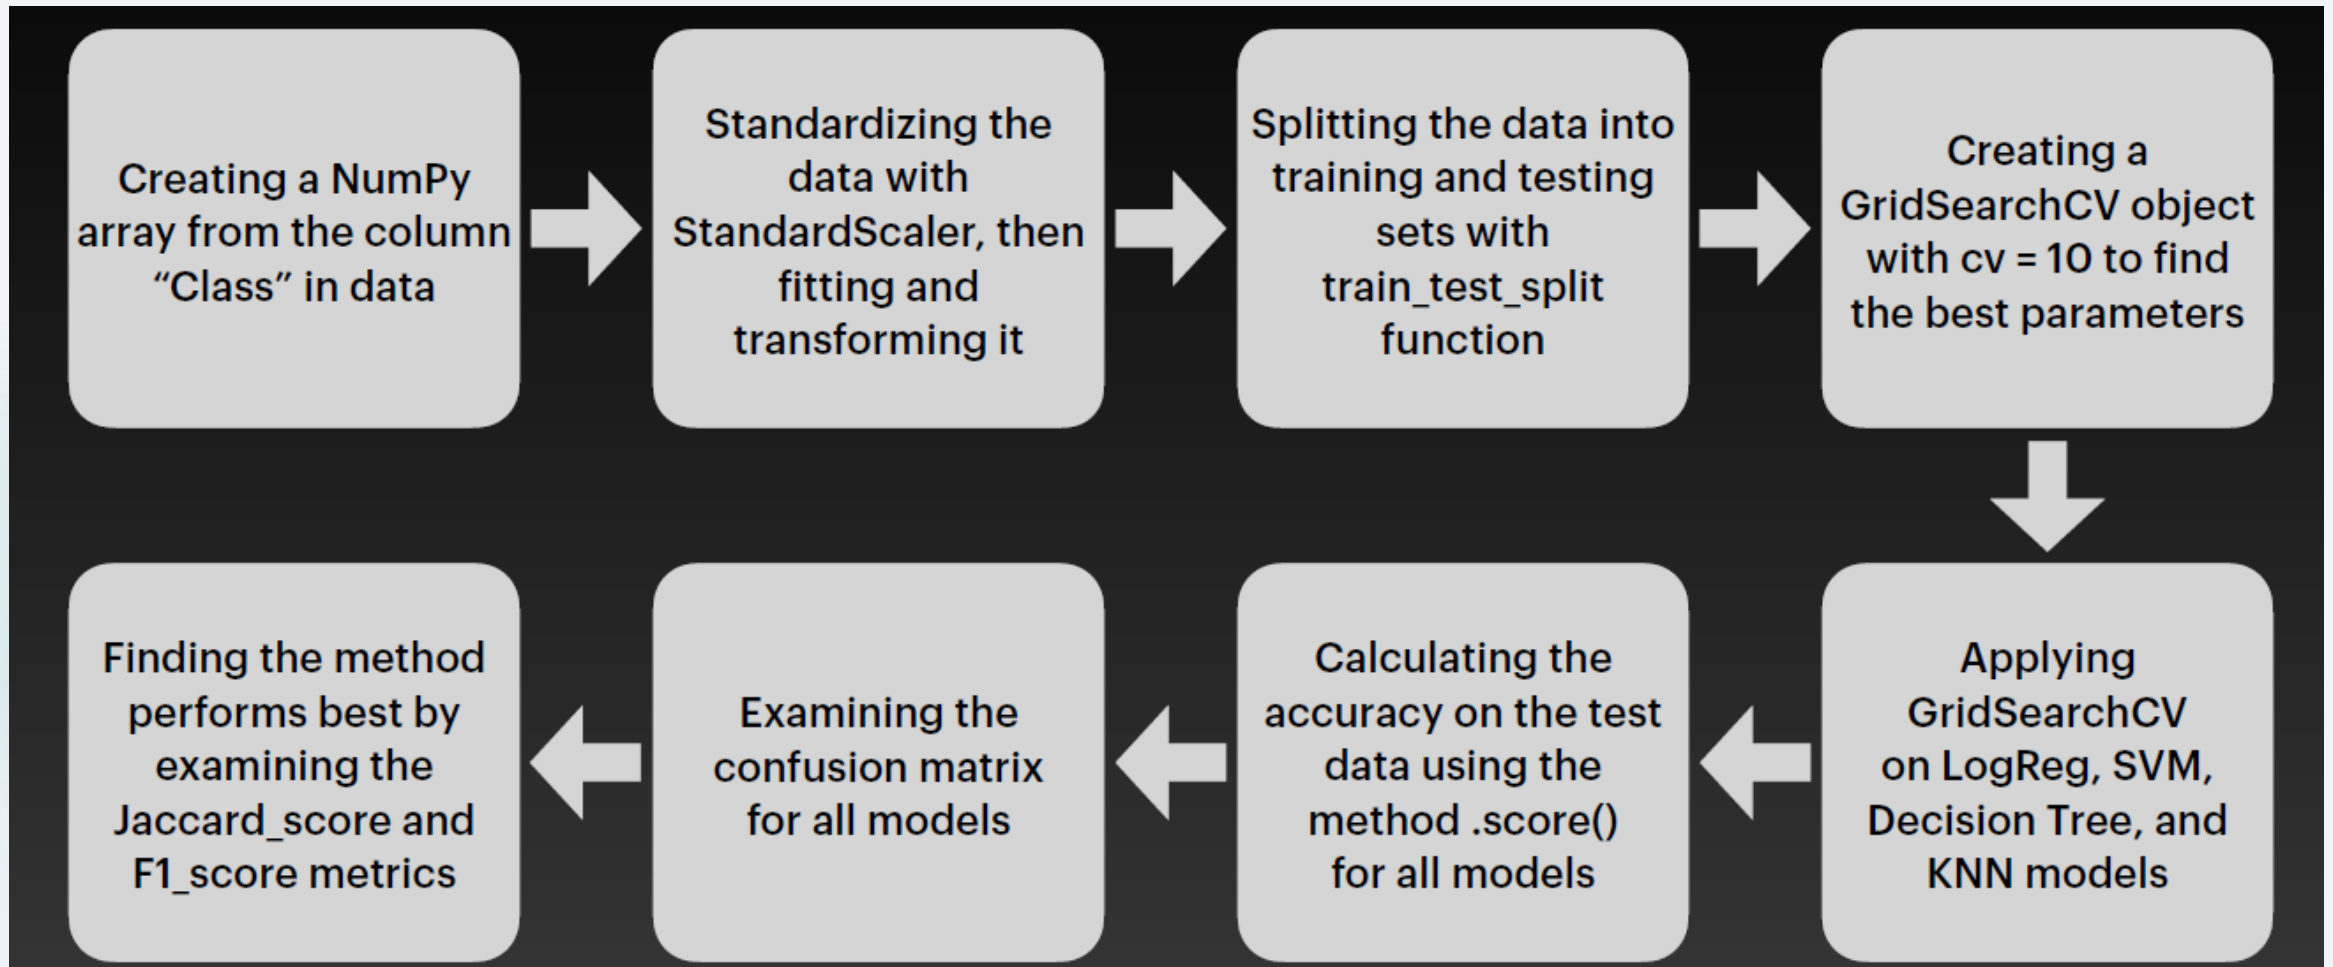 Creating a NumPy
array from the column
“Class” in data
Standardizing the
data with
StandardScaler, then
fitting and
transforming it
Splitting the data into
training and testing
sets with
train_test_split
function
Creating a
GridSearchCV object
with cv = 10 to find
the best parameters
Applying
GridSearchCV
on LogReg, SVM,
Decision Tree, and
KNN models
Calculating the
accuracy on the test
data using the
method .score()
for all models
Examining the
confusion matrix
for all models
Finding the method
performs best by
examining the
Jaccard_score and
F1_score metrics